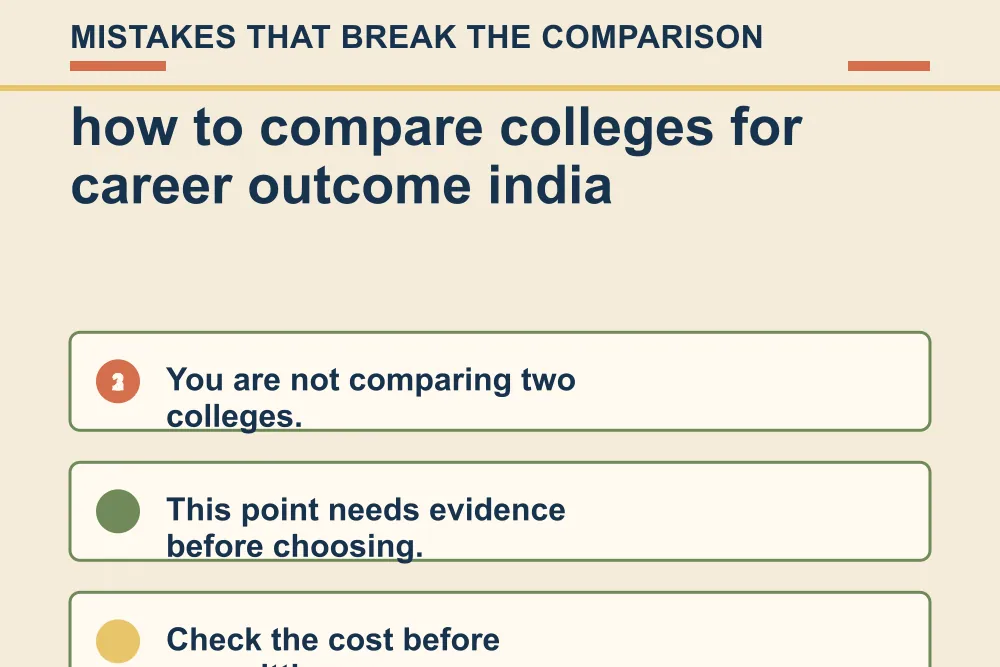 MISTAKES THAT BREAK THE COMPARISON
how to compare colleges for
career outcome india
You are not comparing two
colleges.
This point needs evidence
before choosing.
Check the cost before